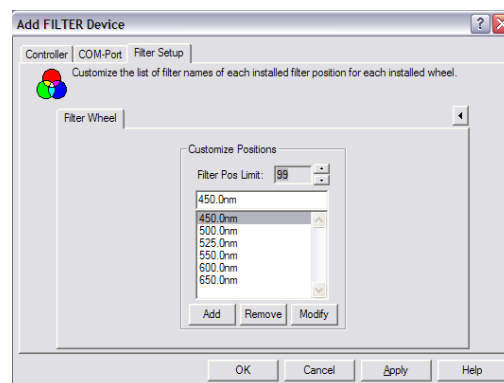 Add FILTER Device
Controller COM-Port Filter Setup
Customize the list of filter names of each installed filter position for each installed wheel.
Filter Wheel
Customize Positions
Filter Pos Limit: 99
450.0nm
450.0nm
500.0nm
525.0nm
550.0nm
600.0nm
650.0nm
Add Remove Modify
OK Cancel Apply Help